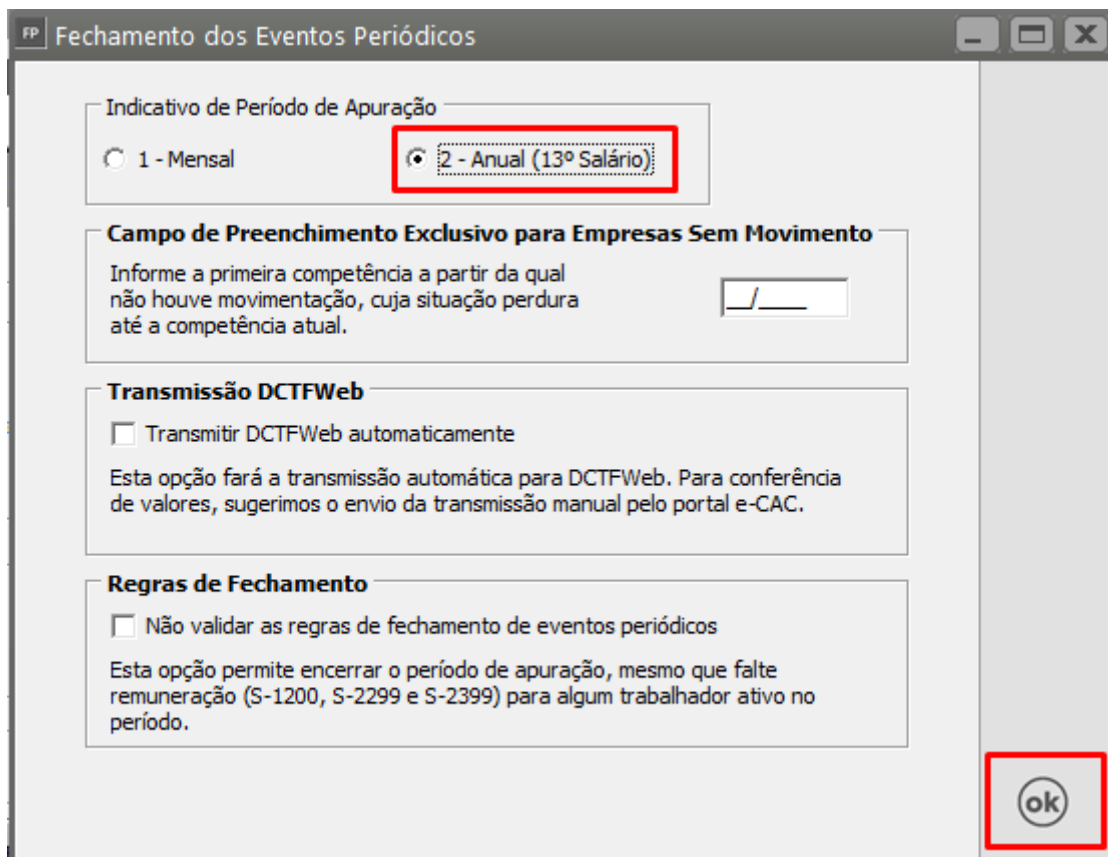 FP Fechamento dos Eventos Periódicos
Indicativo de Período de Apuração
1 - Mensal
2 - Anual (13º Salário)
Campo de Preenchimento Exclusivo para Empresas Sem Movimento
Informe a primeira competência a partir da qual
não houve movimentação, cuja situação perdura
até a competência atual.
__/____
Transmissão DCTFWeb
Transmitir DCTFWeb automaticamente
Esta opção fará a transmissão automática para DCTFWeb. Para conferência
de valores, sugerimos o envio da transmissão manual pelo portal e-CAC.
Regras de Fechamento
Não validar as regras de fechamento de eventos periódicos
Esta opção permite encerrar o período de apuração, mesmo que falte
remuneração (S-1200, S-2299 e S-2399) para algum trabalhador ativo no
período.
ok